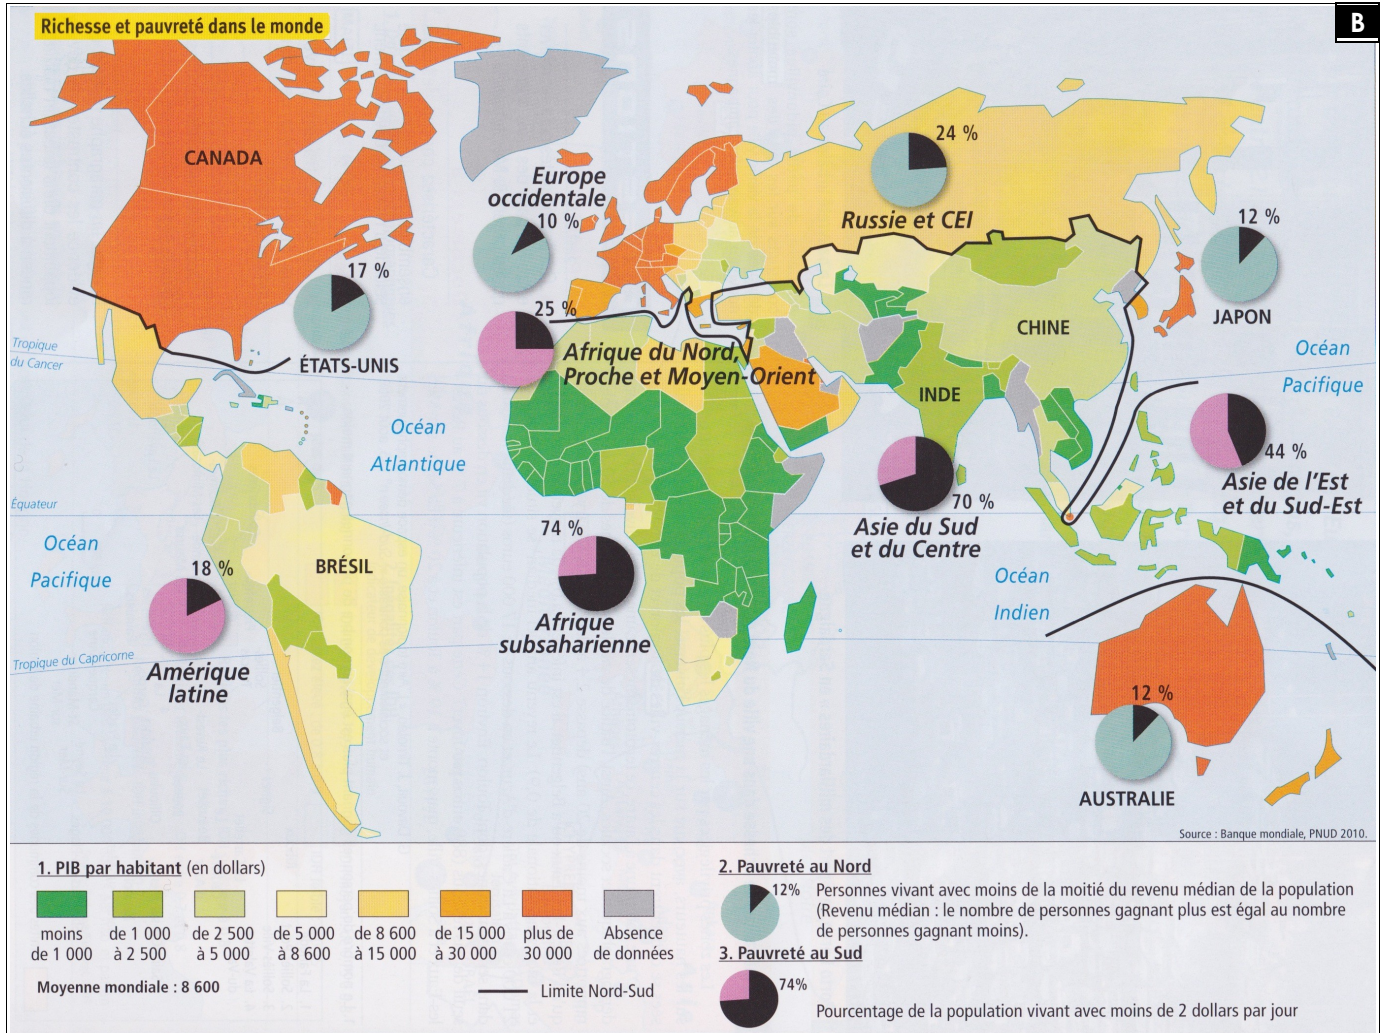 Richesse et pauvreté dans le monde
B
CANADA
24 %
Europe
occidentale
10 %
Russie et CEI
12 %
JAPON
17 %
ÉTATS-UNIS
25 %
Afrique du Nord,
Proche et Moyen-Orient
CHINE
INDE
Tropique
du Cancer
Océan
Pacifique
Océan
Atlantique
44 %
Asie de l'Est
et du Sud-Est
70 %
Asie du Sud
et du Centre
Équateur
74 %
Afrique
subsaharienne
Océan
Pacifique
BRÉSIL
18 %
Amérique
latine
Océan
Indien
Tropique du Capricorne
12 %
AUSTRALIE
Source : Banque mondiale, PNUD 2010.
1. PIB par habitant (en dollars)
moins
de 1 000
de 1 000
à 2 500
de 2 500
à 5 000
de 5 000
à 8 600
de 8 600
à 15 000
de 15 000
à 30 000
plus de
30 000
Absence
de données
Moyenne mondiale : 8 600
Limite Nord-Sud
2. Pauvreté au Nord
12%
Personnes vivant avec moins de la moitié du revenu médian de la population
(Revenu médian : le nombre de personnes gagnant plus est égal au nombre
de personnes gagnant moins).
3. Pauvreté au Sud
74%
Pourcentage de la population vivant avec moins de 2 dollars par jour